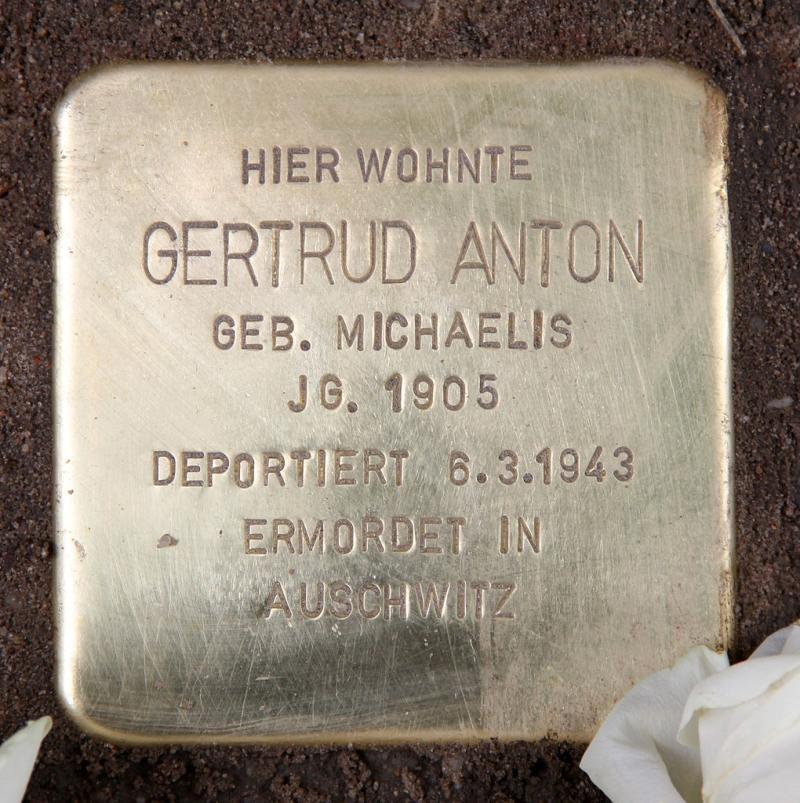 HIER WOHNTE
GERTRUD ANTON
GEB. MICHAELIS
JG. 1905
DEPORTIERT 6.3.1943
ERMORDET IN
AUSCHWITZ